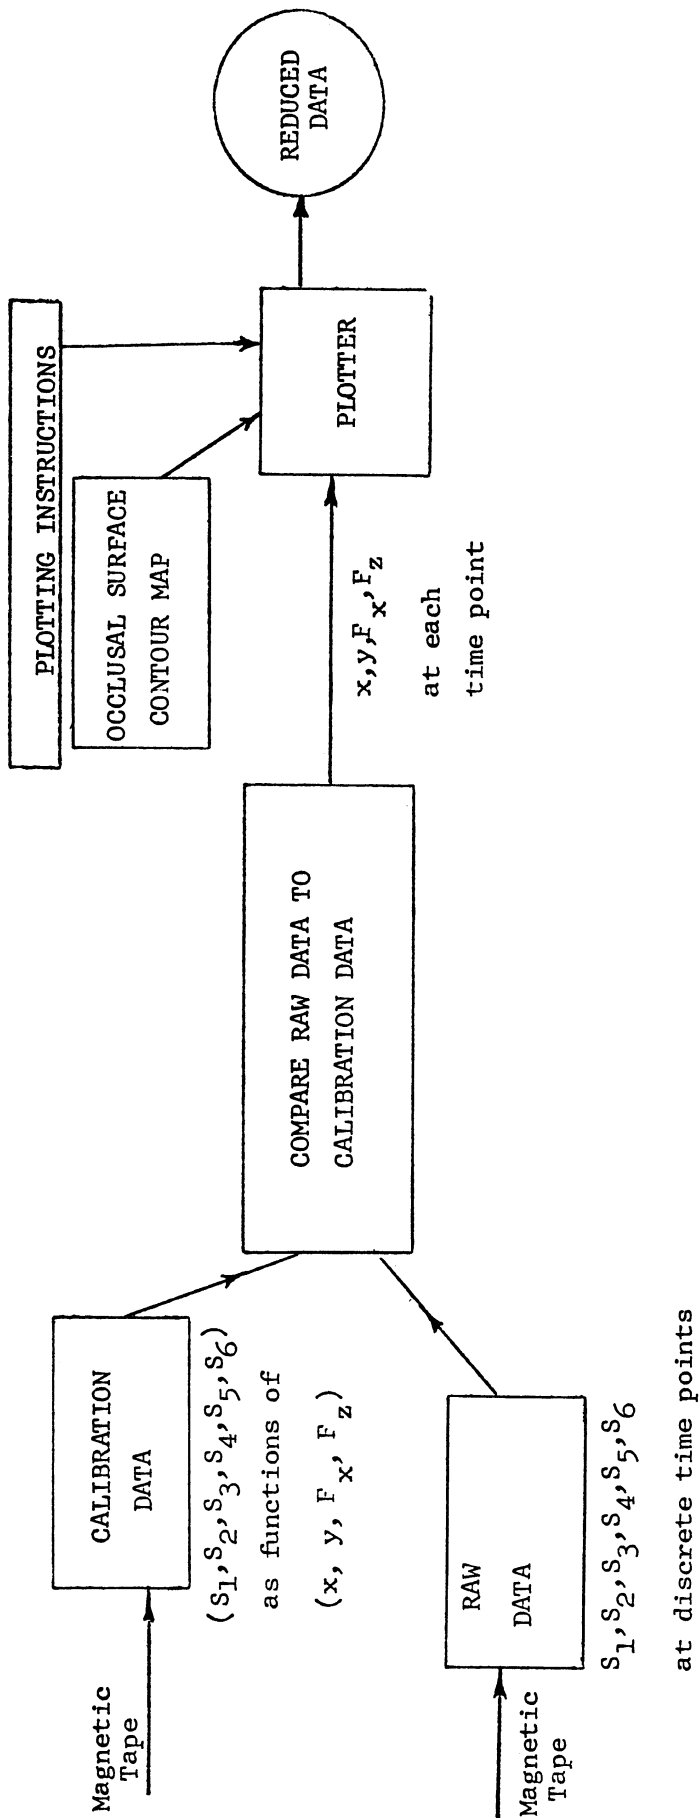 Magnetic
Tape
CALIBRATION
DATA
(S1,S2,S3,S4,S5,S6)
as functions of
(x, y, Fx, Fz)
Magnetic
Tape
RAW
DATA
S1,S2,S3,S4,S5,S6
at discrete time points
COMPARE RAW DATA TO
CALIBRATION DATA
x,y,Fx,Fz
at each
time point
PLOTTING INSTRUCTIONS
OCCLUSAL SURFACE
CONTOUR MAP
PLOTTER
REDUCED
DATA